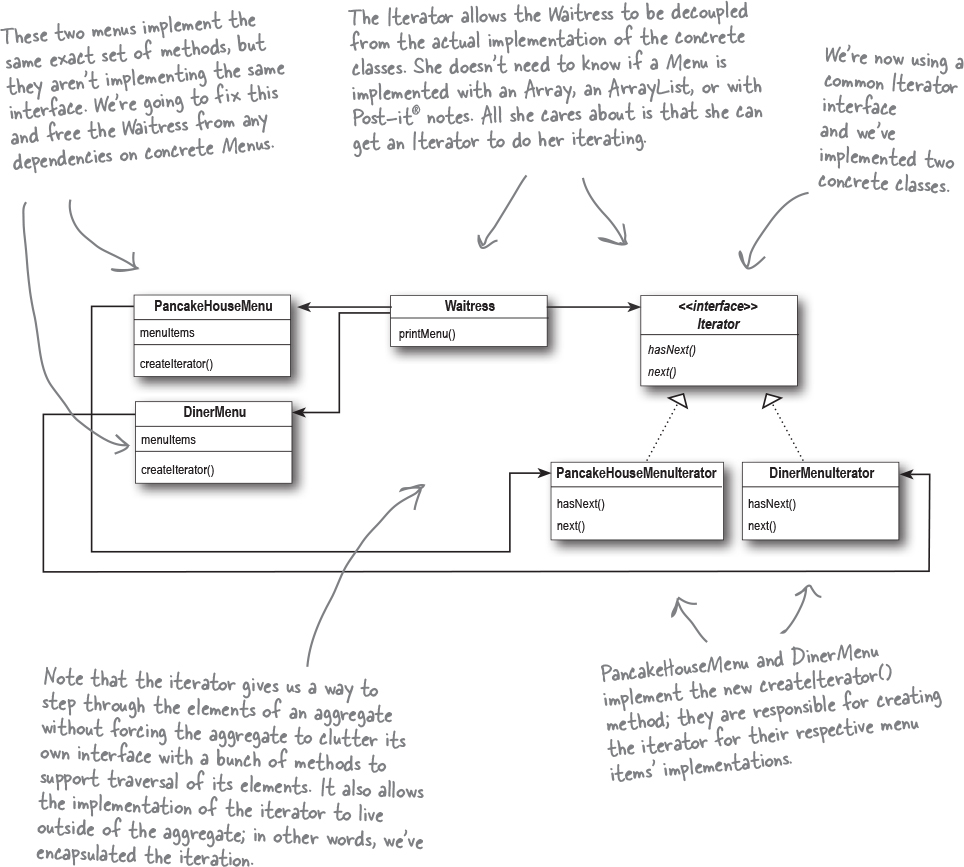 These two menus implement the
same exact set of methods, but
they aren't implementing the same
interface. We're going to fix this
and free the Waitress from any
dependencies on concrete Menus.
The Iterator allows the Waitress to be decoupled
from the actual implementation of the concrete
classes. She doesn't need to know if a Menu is
implemented with an Array, an ArrayList, or with
Post-it® notes. All she cares about is that she can
get an Iterator to do her iterating.
We're now using a
common Iterator
interface
and we've
implemented two
concrete classes.
PancakeHouseMenu
menuItems
createIterator()
Waitress
printMenu()
<<interface>>
Iterator
hasNext()
next()
DinerMenu
menuItems
createIterator()
PancakeHouseMenuIterator
hasNext()
next()
DinerMenuIterator
hasNext()
next()
Note that the iterator gives us a way to
step through the elements of an aggregate
without forcing the aggregate to clutter its
own interface with a bunch of methods to
support traversal of its elements. It also allows
the implementation of the iterator to live
outside of the aggregate; in other words, we've
encapsulated the iteration.
PancakeHouseMenu and DinerMenu
implement the new createIterator()
method; they are responsible for creating
the iterator for their respective menu
items' implementations.